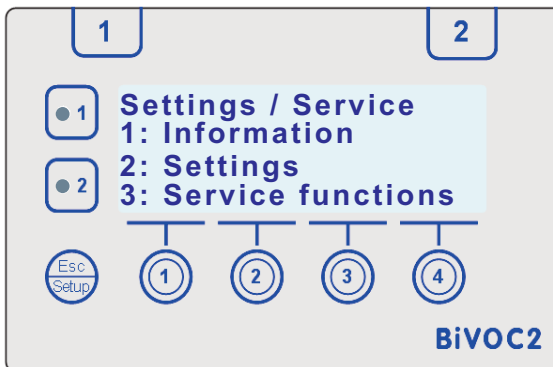 1 2
1 Settings / Service
1: Information
2: Settings
2 3: Service functions
Esc
Setup
1 2 3 4
BiVOC2